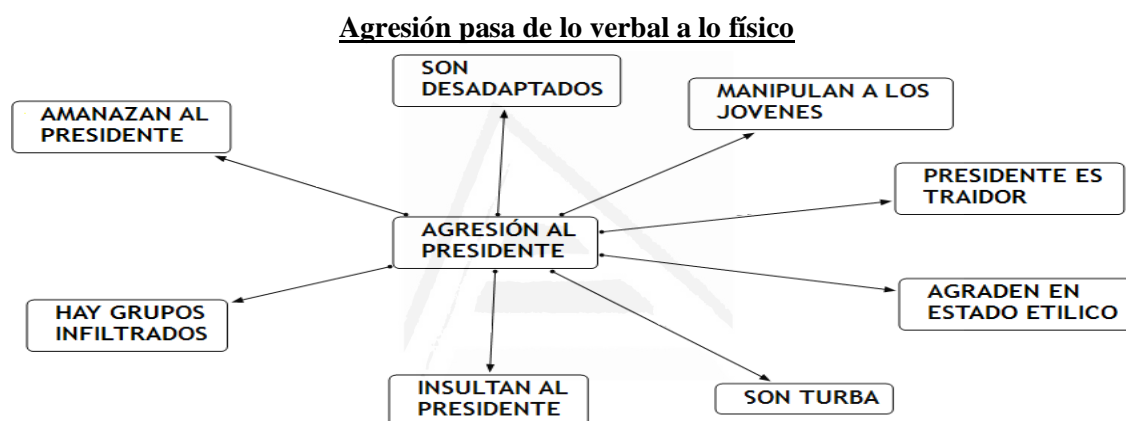 Agresión pasa de lo verbal a lo físico
SON
DESADAPTADOS
MANIPULAN A LOS
JOVENES
AMANAZAN AL
PRESIDENTE
PRESIDENTE ES
TRAIDOR
AGRESIÓN AL
PRESIDENTE
AGRADEN EN
ESTADO ETILICO
HAY GRUPOS
INFILTRADOS
INSULTAN AL
PRESIDENTE
SON TURBA